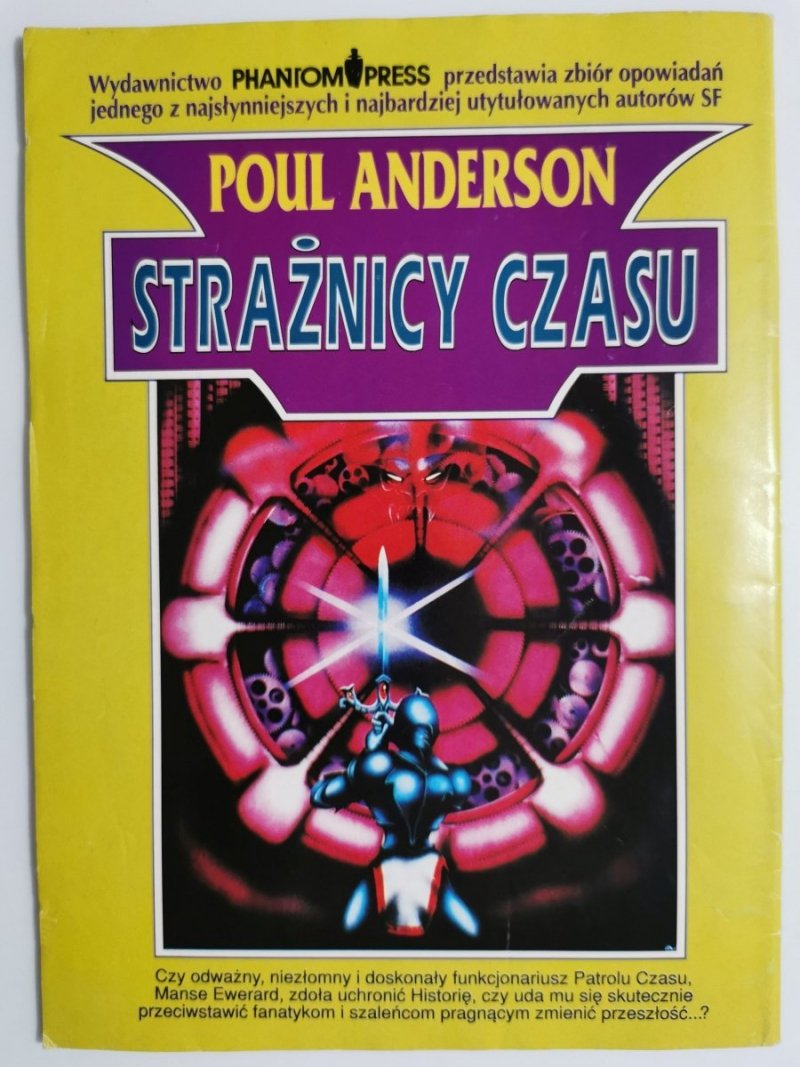 Wydawnictwo PHANTOM PRESS przedstawia zbiór opowiadań
jednego z najsłynniejszych i najbardziej utytułowanych autorów SF
POUL ANDERSON
STRAŻNICY CZASU
Czy odważny, niezłomny i doskonały funkcjonariusz Patrolu Czasu,
Manse Ewerard, zdoła uchronić Historię, czy uda mu się skutecznie
przeciwstawić fanatykom i szaleńcom pragnącym zmienić przeszłość...?